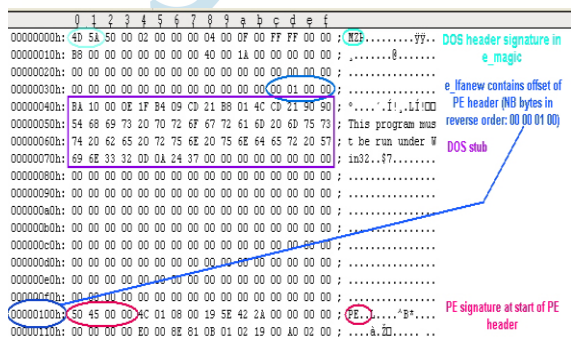 0 1 2 3 4 5 6 7 8 9 a b c d e f
00000000h: 4D 5A 50 00 02 00 00 00 04 00 0F 00 FF FF 00 00 ; MZP.........ÿÿ.. DOS header signature in
e_magic
00000010h: B8 00 00 00 00 00 00 00 40 00 1A 00 00 00 00 00 ; ¸.......@.......
00000020h: 00 00 00 00 00 00 00 00 00 00 00 00 00 00 00 00 ; ................
00000030h: 00 00 00 00 00 00 00 00 00 00 00 00 00 01 00 00 ; ................
e_lfanew contains offset of
PE header (NB bytes in
reverse order: 00 00 01 00)
00000040h: BA 10 00 0E 1F B4 09 CD 21 B8 01 4C CD 21 90 90 ; º....´.Í!¸.LÍ!□□
00000050h: 54 68 69 73 20 70 72 6F 67 72 61 6D 20 6D 75 73 ; This program mus
00000060h: 74 20 62 65 20 72 75 6E 20 75 6E 64 65 72 20 57 ; t be run under W
DOS stub
00000070h: 69 6E 33 32 0D 0A 24 37 00 00 00 00 00 00 00 00 ; in32..$7........
00000080h: 00 00 00 00 00 00 00 00 00 00 00 00 00 00 00 00 ; ................
00000090h: 00 00 00 00 00 00 00 00 00 00 00 00 00 00 00 00 ; ................
000000a0h: 00 00 00 00 00 00 00 00 00 00 00 00 00 00 00 00 ; ................
000000b0h: 00 00 00 00 00 00 00 00 00 00 00 00 00 00 00 00 ; ................
000000c0h: 00 00 00 00 00 00 00 00 00 00 00 00 00 00 00 00 ; ................
000000d0h: 00 00 00 00 00 00 00 00 00 00 00 00 00 00 00 00 ; ................
000000e0h: 00 00 00 00 00 00 00 00 00 00 00 00 00 00 00 00 ; ................
000000f0h: 00 00 00 00 00 00 00 00 00 00 00 00 00 00 00 00 ; ................
00000100h: 50 45 00 00 4C 01 08 00 19 5E 42 2A 00 00 00 00 ; PE..L....^B*....
PE signature at start of PE
header
00000110h: 00 00 00 00 E0 00 8E 81 0B 01 02 19 00 A0 02 00 ; ....à.